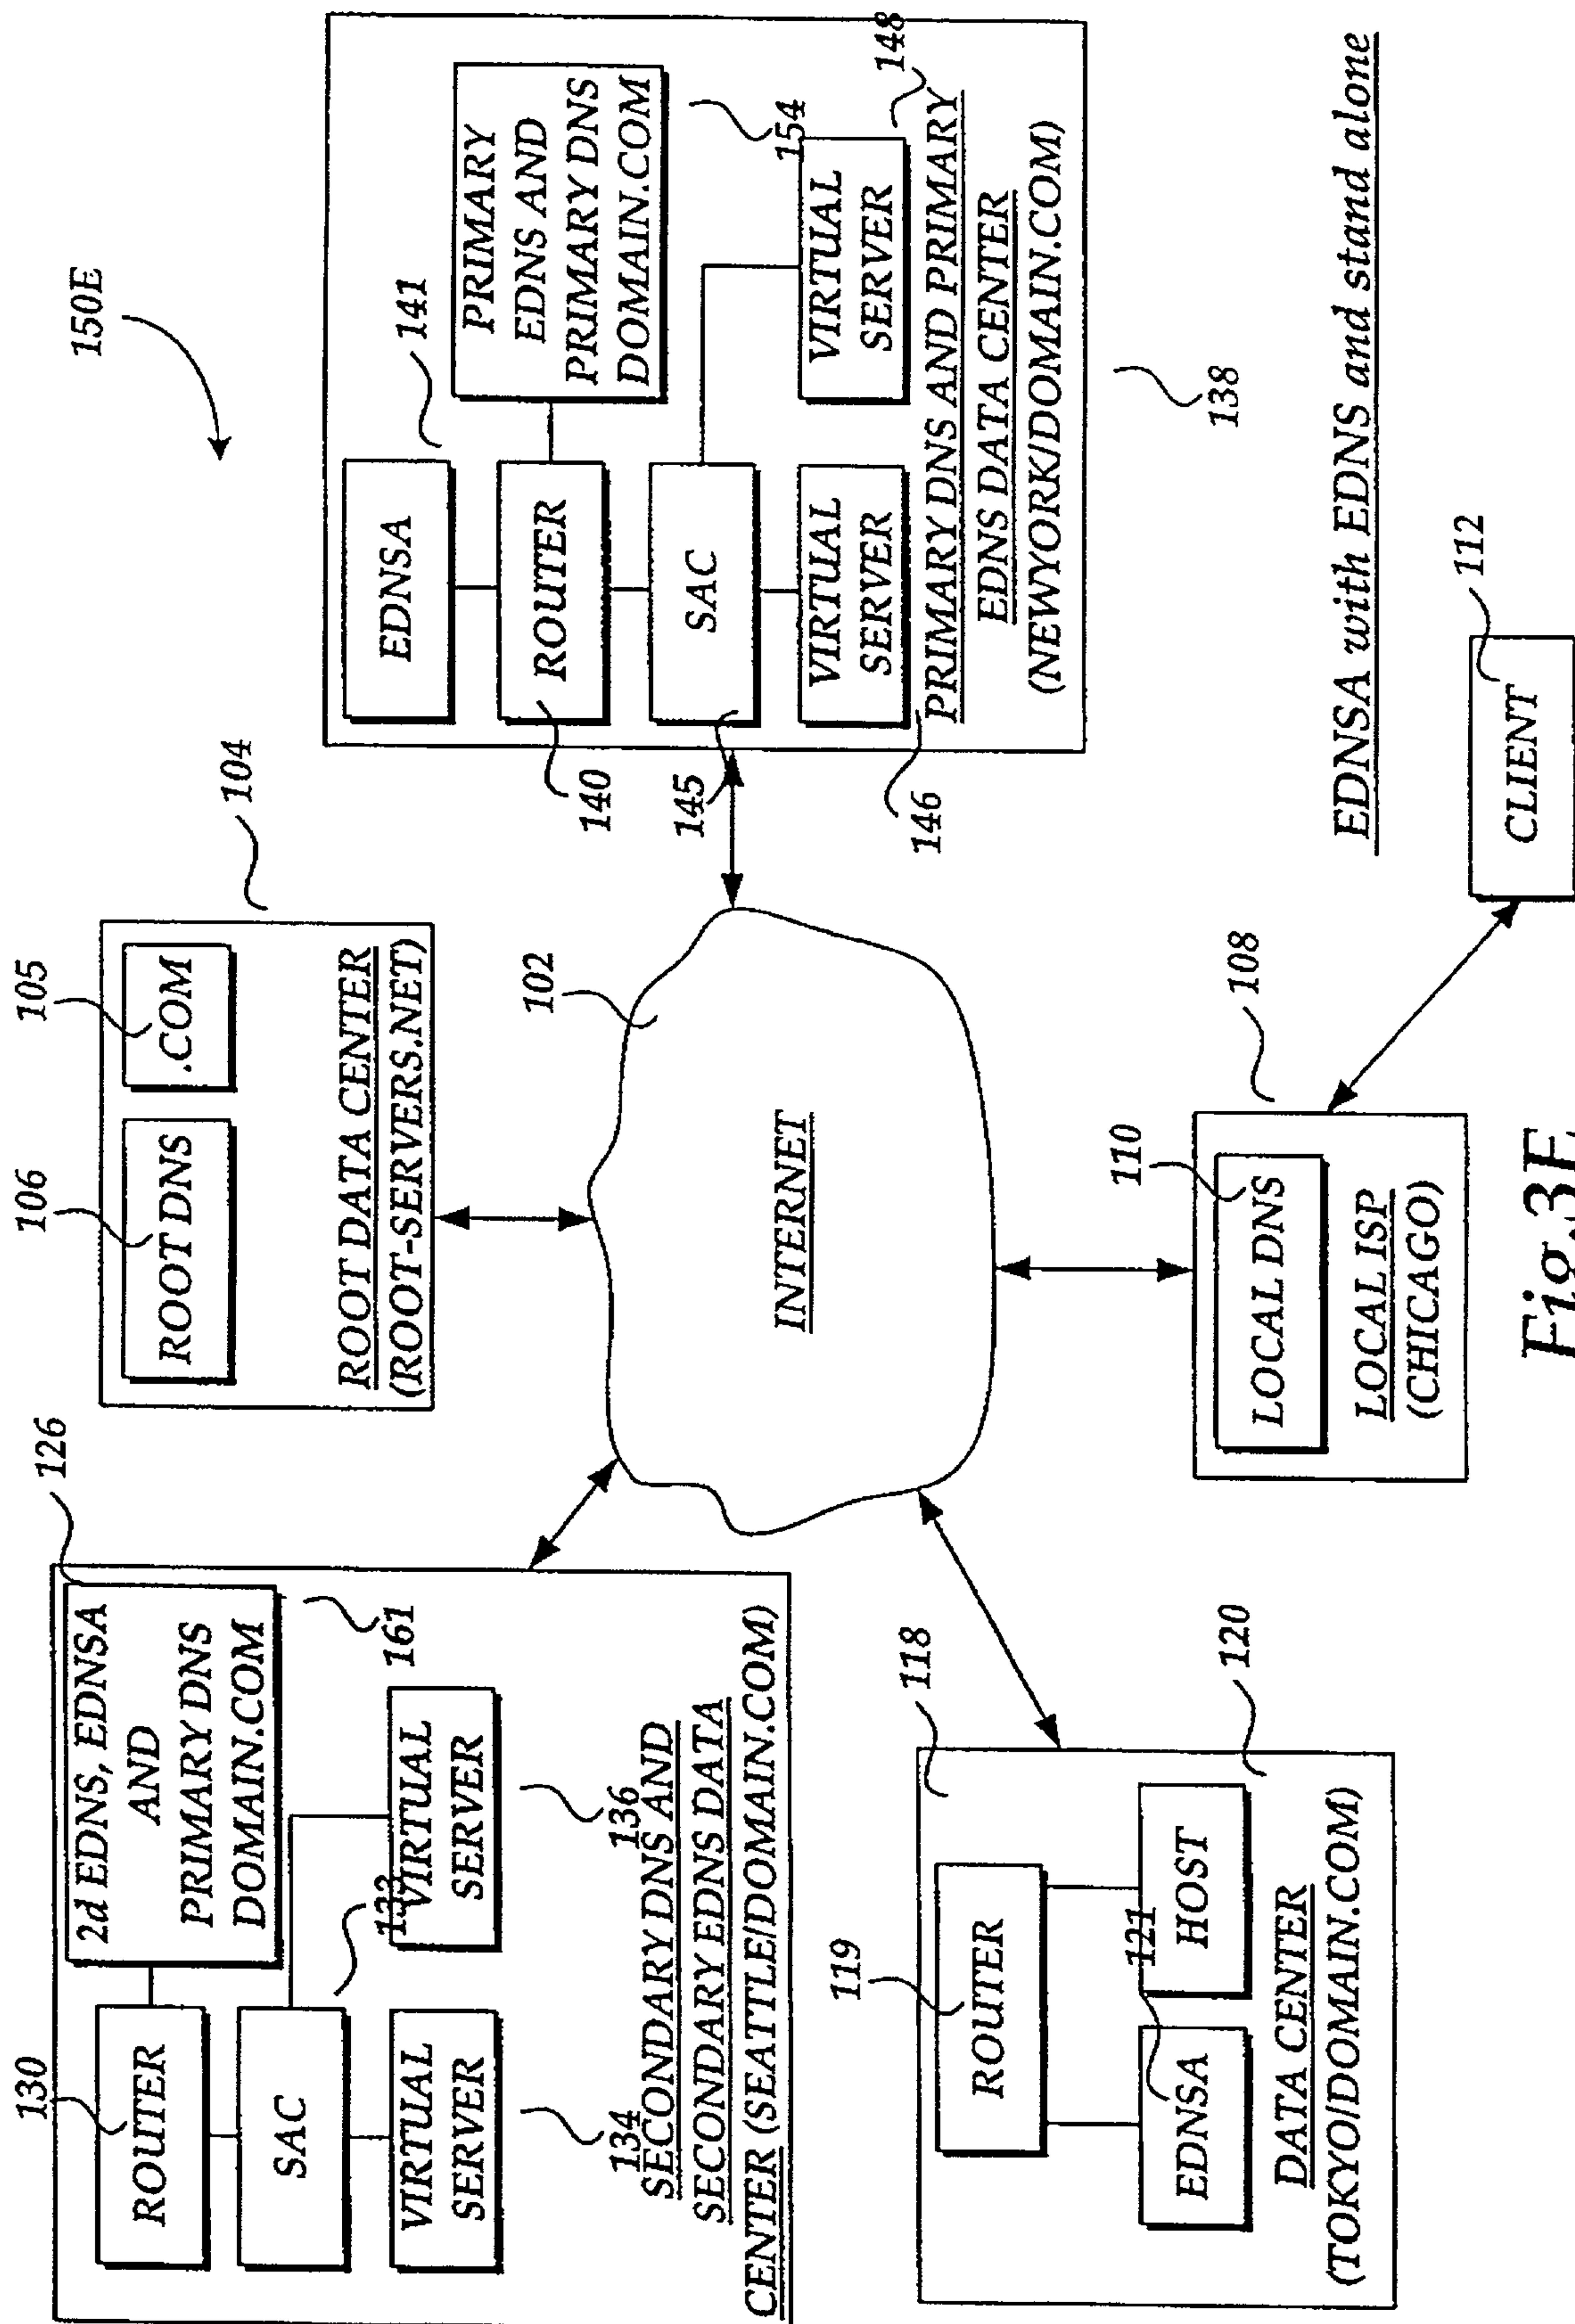 150E
126
2d EDNS, EDNSA
AND
PRIMARY DNS
DOMAIN.COM
161
130
ROUTER
SAC
133
VIRTUAL
SERVER
134
VIRTUAL
SERVER
136
SECONDARY DNS AND
SECONDARY EDNS DATA
CENTER (SEATTLE/DOMAIN.COM)
106
ROOT DNS
105
.COM
ROOT DATA CENTER
(ROOT-SERVERS.NET)
104
EDNSA
141
PRIMARY
EDNS AND
PRIMARY DNS
DOMAIN.COM
154
ROUTER
140
SAC
145
VIRTUAL
SERVER
146
VIRTUAL
SERVER
148
PRIMARY DNS AND PRIMARY
EDNS DATA CENTER
(NEWYORK/DOMAIN.COM)
138
102
INTERNET
118
119
ROUTER
EDNSA
121
HOST
120
DATA CENTER
(TOKYO/DOMAIN.COM)
110
LOCAL DNS
LOCAL ISP
(CHICAGO)
108
CLIENT
112
EDNSA with EDNS and stand alone
Fig.3E